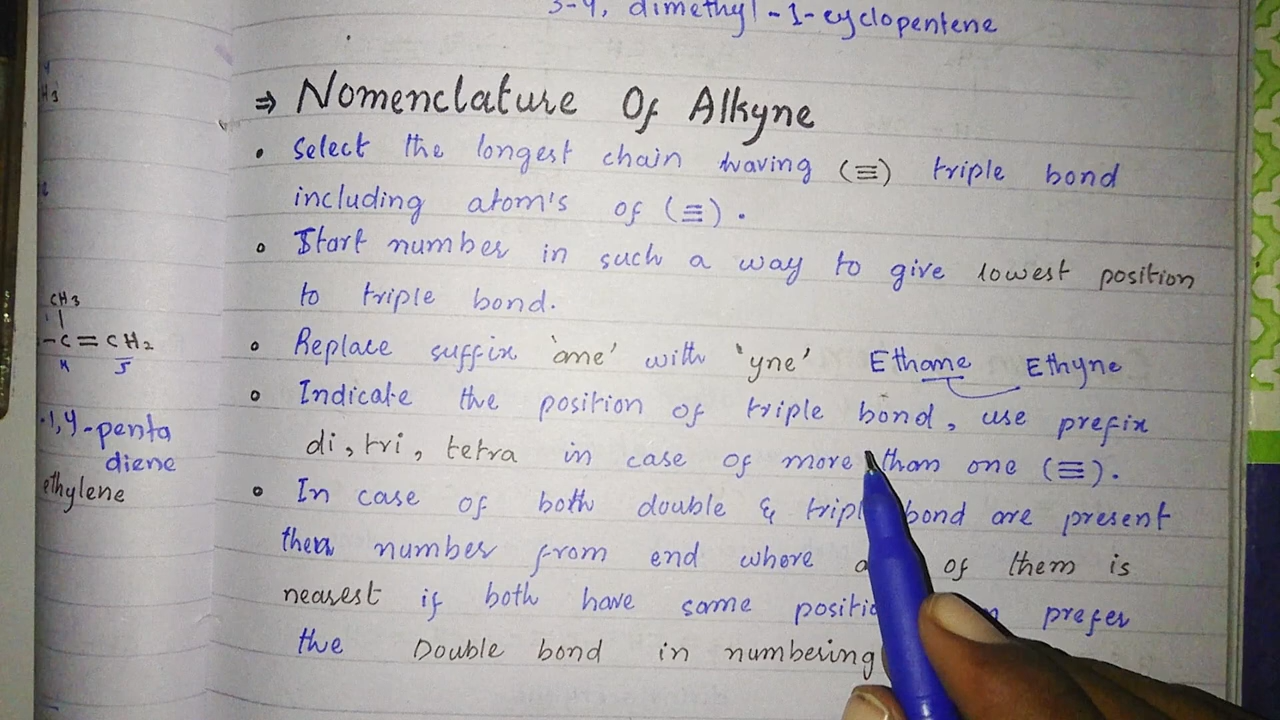 3-4, dimethyl-1-cyclopentene
⇒ Nomenclature Of Alkyne
• Select the longest chain having (≡) triple bond
including atom's of (≡).
• Start number in such a way to give lowest position
to triple bond.
• Replace suffix 'ane' with 'yne' Ethane Ethyne
• Indicate the position of triple bond, use prefix
di, tri, tetra in case of more than one (≡).
• In case of both double & bond are present
then number from end where of them is
nearest if both have same prefer
the Double bond in numbering
H3
CH3
-C=CH2
4 5
-1,4-penta
diene
ethylene